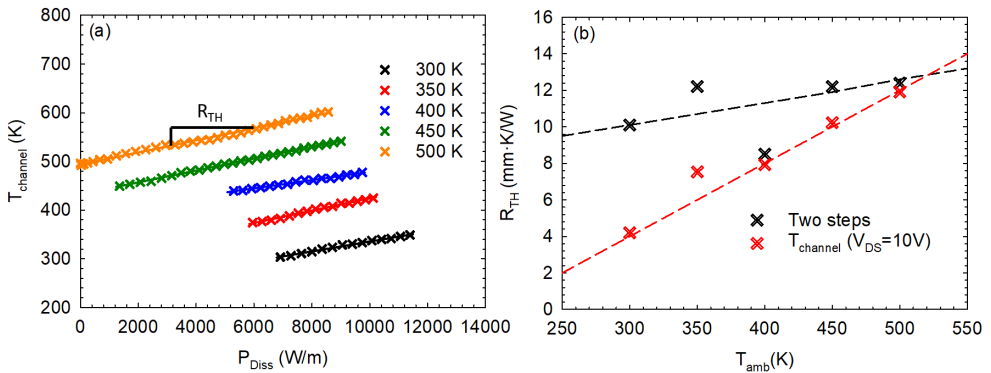 (a)
800
700
600
500
400
300
200
T_channel (K)
R_TH
300 K
350 K
400 K
450 K
500 K
0 2000 4000 6000 8000 10000 12000 14000
P_Diss (W/m)
(b)
16
14
12
10
8
6
4
2
0
R_TH (mm·K/W)
Two steps
T_channel (V_DS=10V)
250 300 350 400 450 500 550
T_amb(K)